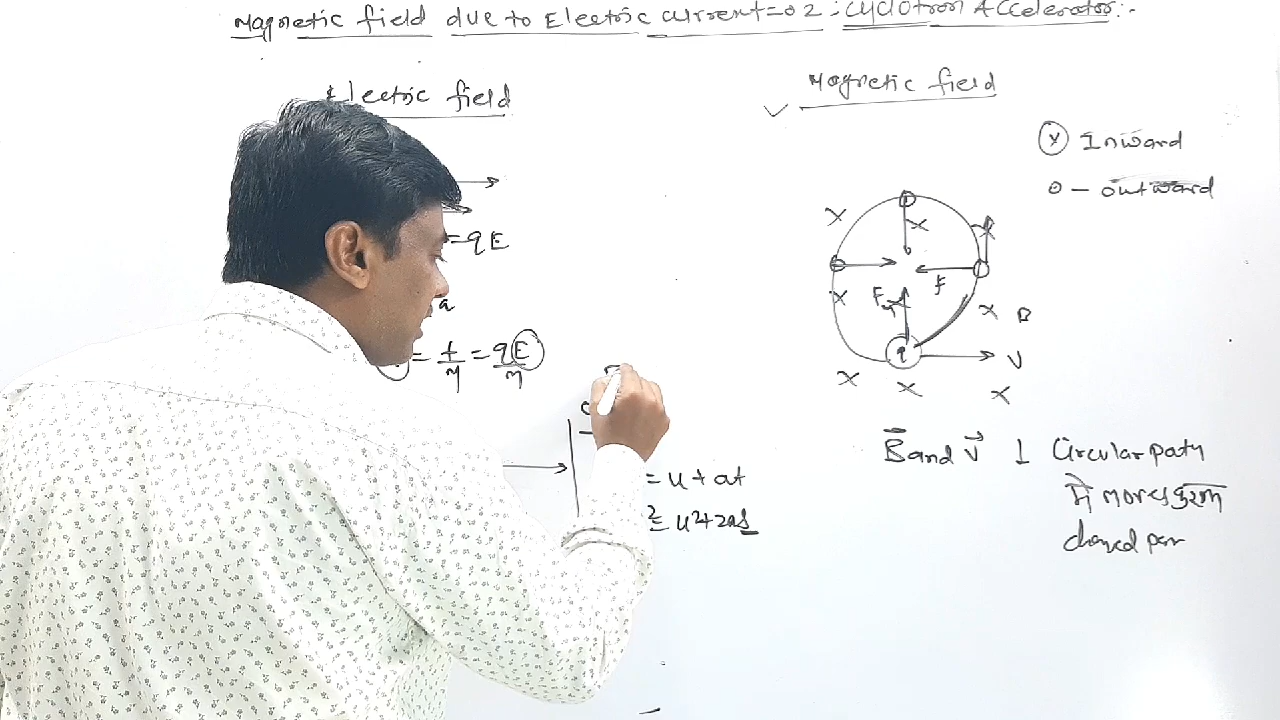 Magnetic field due to Electric current=02: Cyclotron Accelerator:-
Electric field
=qE
a
= f/M = qE/M
= u + at
2 = u2+2as
Magnetic field
x Inward
o - outward
x
x
x
F
F
x
x B
q
V
x
x
x
B and V ⊥ Circular path
में moves करता
charged par